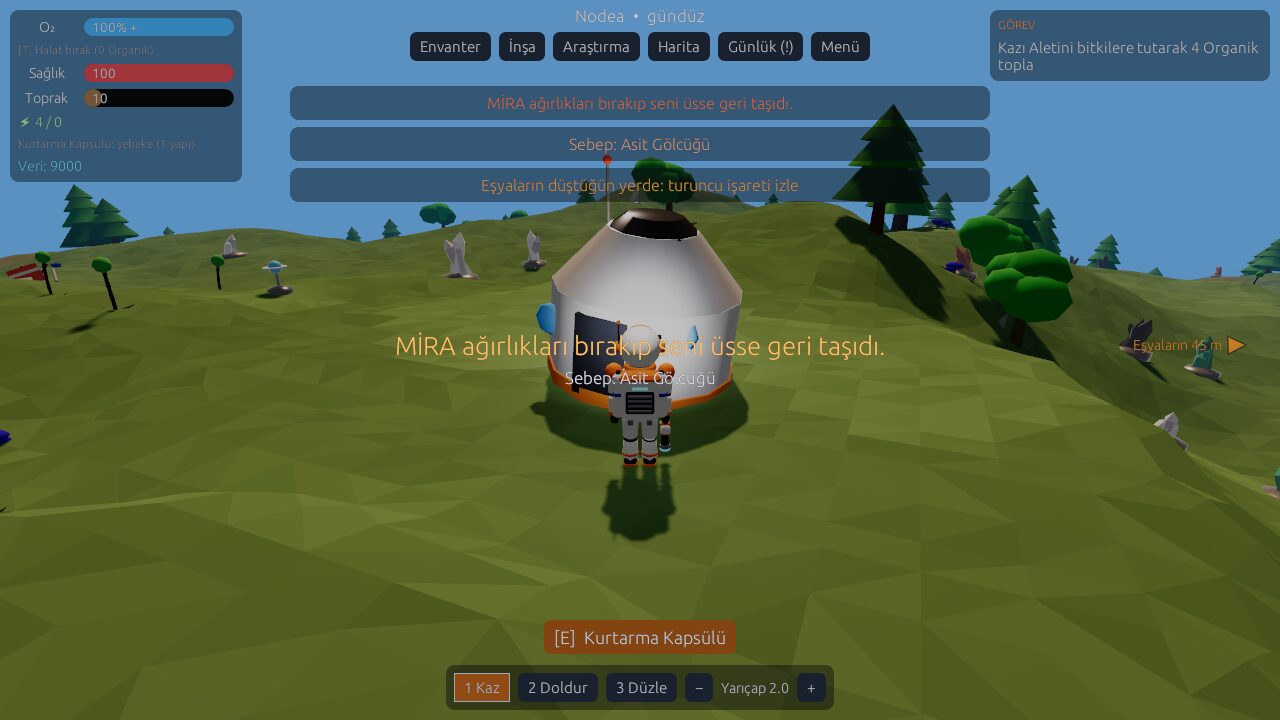 Nodea • gündüz
O₂ 100% +
[T] Halat bırak (0 Organik)
Sağlık 100
Toprak 10
4 / 0
Kurtarma Kapsülü: şebeke (1 yapı)
Veri: 9000
Envanter İnşa Araştırma Harita Günlük (!) Menü
GÖREV
Kazı Aletini bitkilere tutarak 4 Organik
topla
MİRA ağırlıkları bırakıp seni üsse geri taşıdı.
Sebep: Asit Gölcüğü
Eşyaların düştüğün yerde: turuncu işareti izle
MİRA ağırlıkları bırakıp seni üsse geri taşıdı.
Sebep: Asit Gölcüğü
Eşyaların 45 m
[E] Kurtarma Kapsülü
1 Kaz 2 Doldur 3 Düzle – Yarıçap 2.0 +